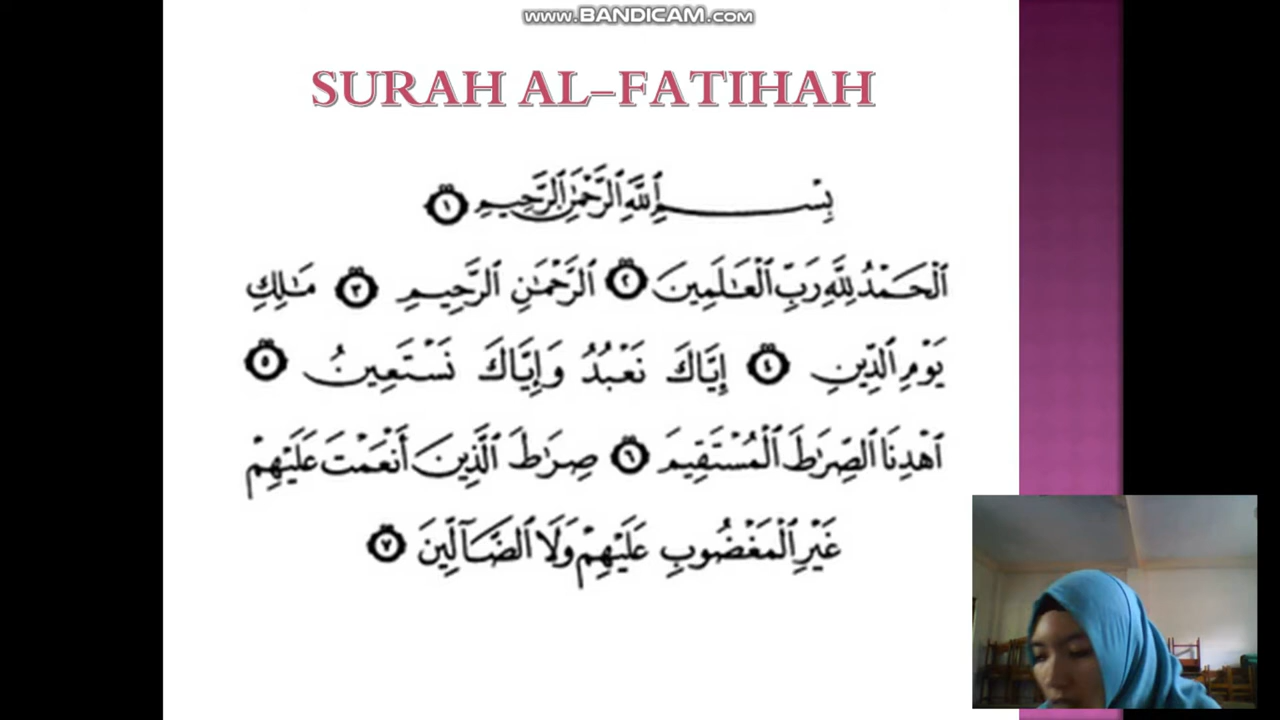 WWW.BANDICAM.COM
SURAH AL-FATIHAH
بِسْمِ ٱللَّهِ ٱلرَّحْمَـٰنِ ٱلرَّحِيمِ ١
ٱلْحَمْدُ لِلَّهِ رَبِّ ٱلْعَـٰلَمِينَ ٢ ٱلرَّحْمَـٰنِ ٱلرَّحِيمِ ٣ مَـٰلِكِ
يَوْمِ ٱلدِّينِ ٤ إِيَّاكَ نَعْبُدُ وَإِيَّاكَ نَسْتَعِينُ ٥
ٱهْدِنَا ٱلصِّرَٰطَ ٱلْمُسْتَقِيمَ ٦ صِرَٰطَ ٱلَّذِينَ أَنْعَمْتَ عَلَيْهِمْ
غَيْرِ ٱلْمَغْضُوبِ عَلَيْهِمْ وَلَا ٱلضَّآلِّينَ ٧